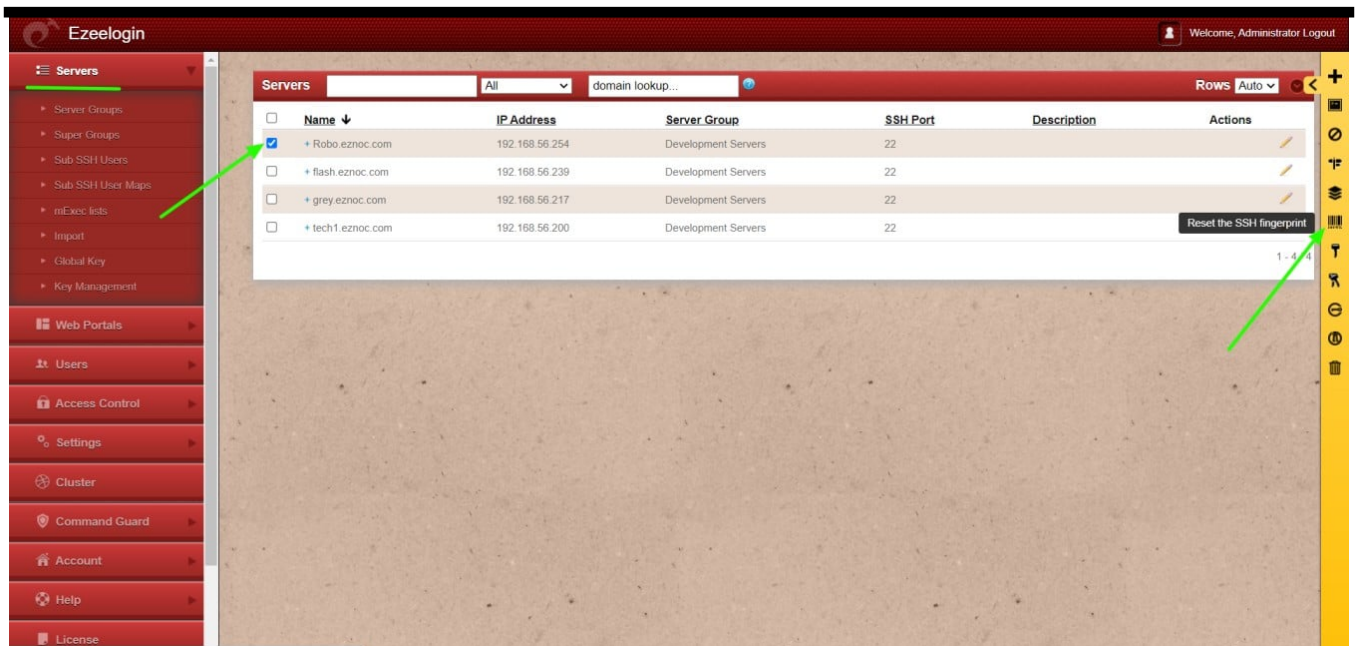 Ezeelogin
Welcome, Administrator Logout
Servers
Server Groups
Super Groups
Sub SSH Users
Sub SSH User Maps
mExec lists
Import
Global Key
Key Management
Web Portals
Users
Access Control
Settings
Cluster
Command Guard
Account
Help
License
Servers All domain lookup... Rows Auto
Name IP Address Server Group SSH Port Description Actions
+ Robo.eznoc.com 192.168.56.254 Development Servers 22
+ flash.eznoc.com 192.168.56.239 Development Servers 22
+ grey.eznoc.com 192.168.56.217 Development Servers 22
+ tech1.eznoc.com 192.168.56.200 Development Servers 22
Reset the SSH fingerprint
1 - 4 / 4